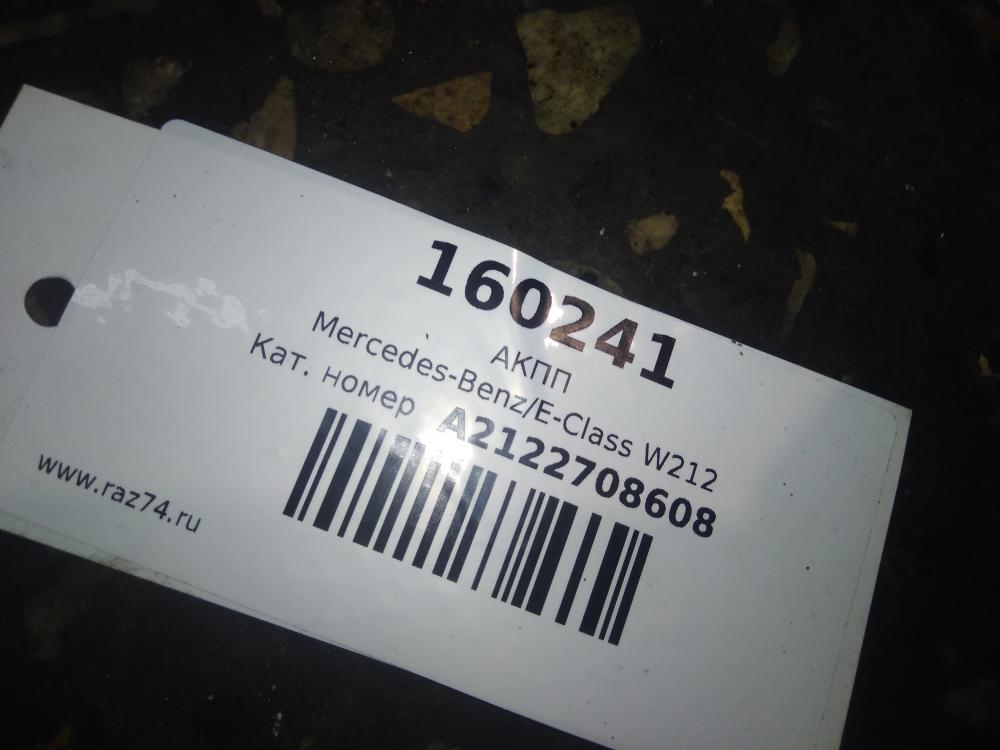 160241
АКПП
Mercedes-Benz/E-Class W212
Кат. номер A2122708608
www.raz74.ru